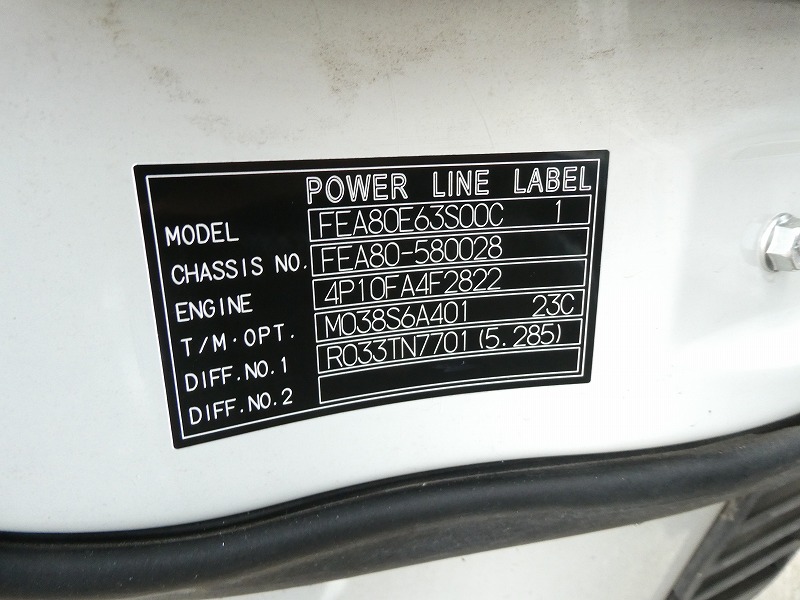 POWER LINE LABEL
MODEL FEA80E63S00C 1
CHASSIS NO. FEA80-580028
ENGINE 4P10FA4F2822
T/M·OPT. M038S6A401 23C
DIFF.NO.1 R033TN7701(5.285)
DIFF.NO.2